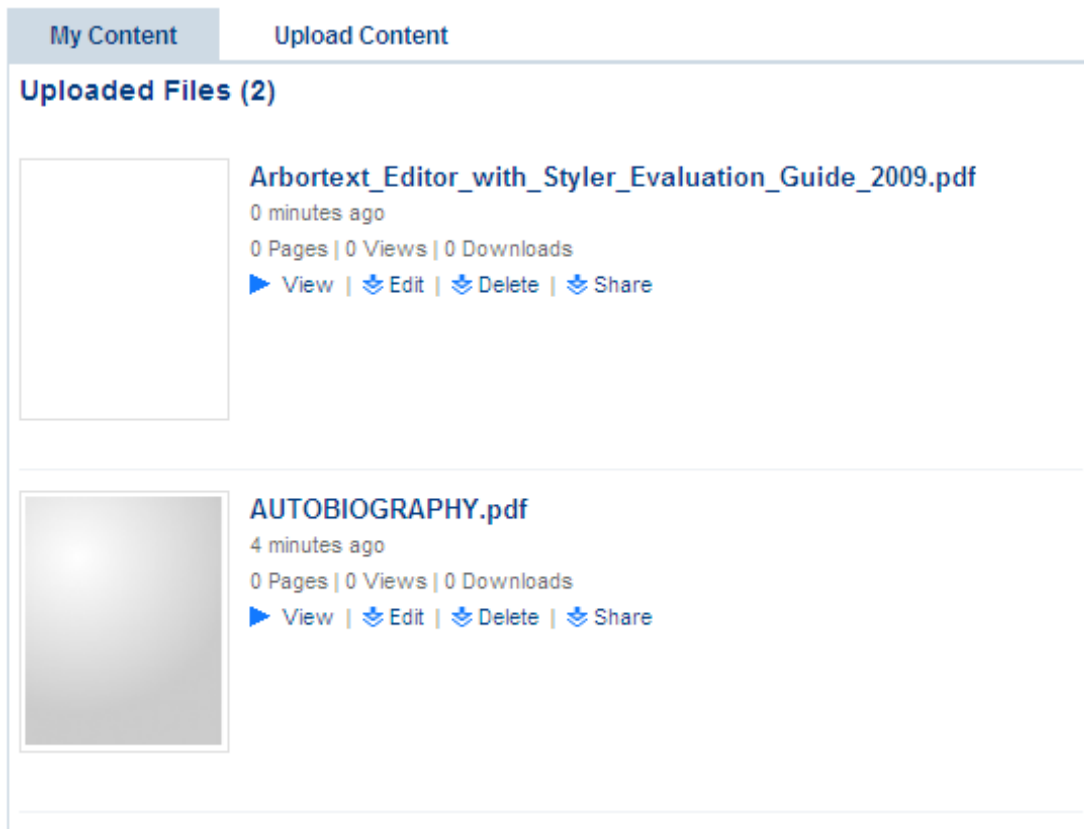 My Content Upload Content
Uploaded Files (2)
Arbortext_Editor_with_Styler_Evaluation_Guide_2009.pdf
0 minutes ago
0 Pages | 0 Views | 0 Downloads
View | Edit | Delete | Share
AUTOBIOGRAPHY.pdf
4 minutes ago
0 Pages | 0 Views | 0 Downloads
View | Edit | Delete | Share